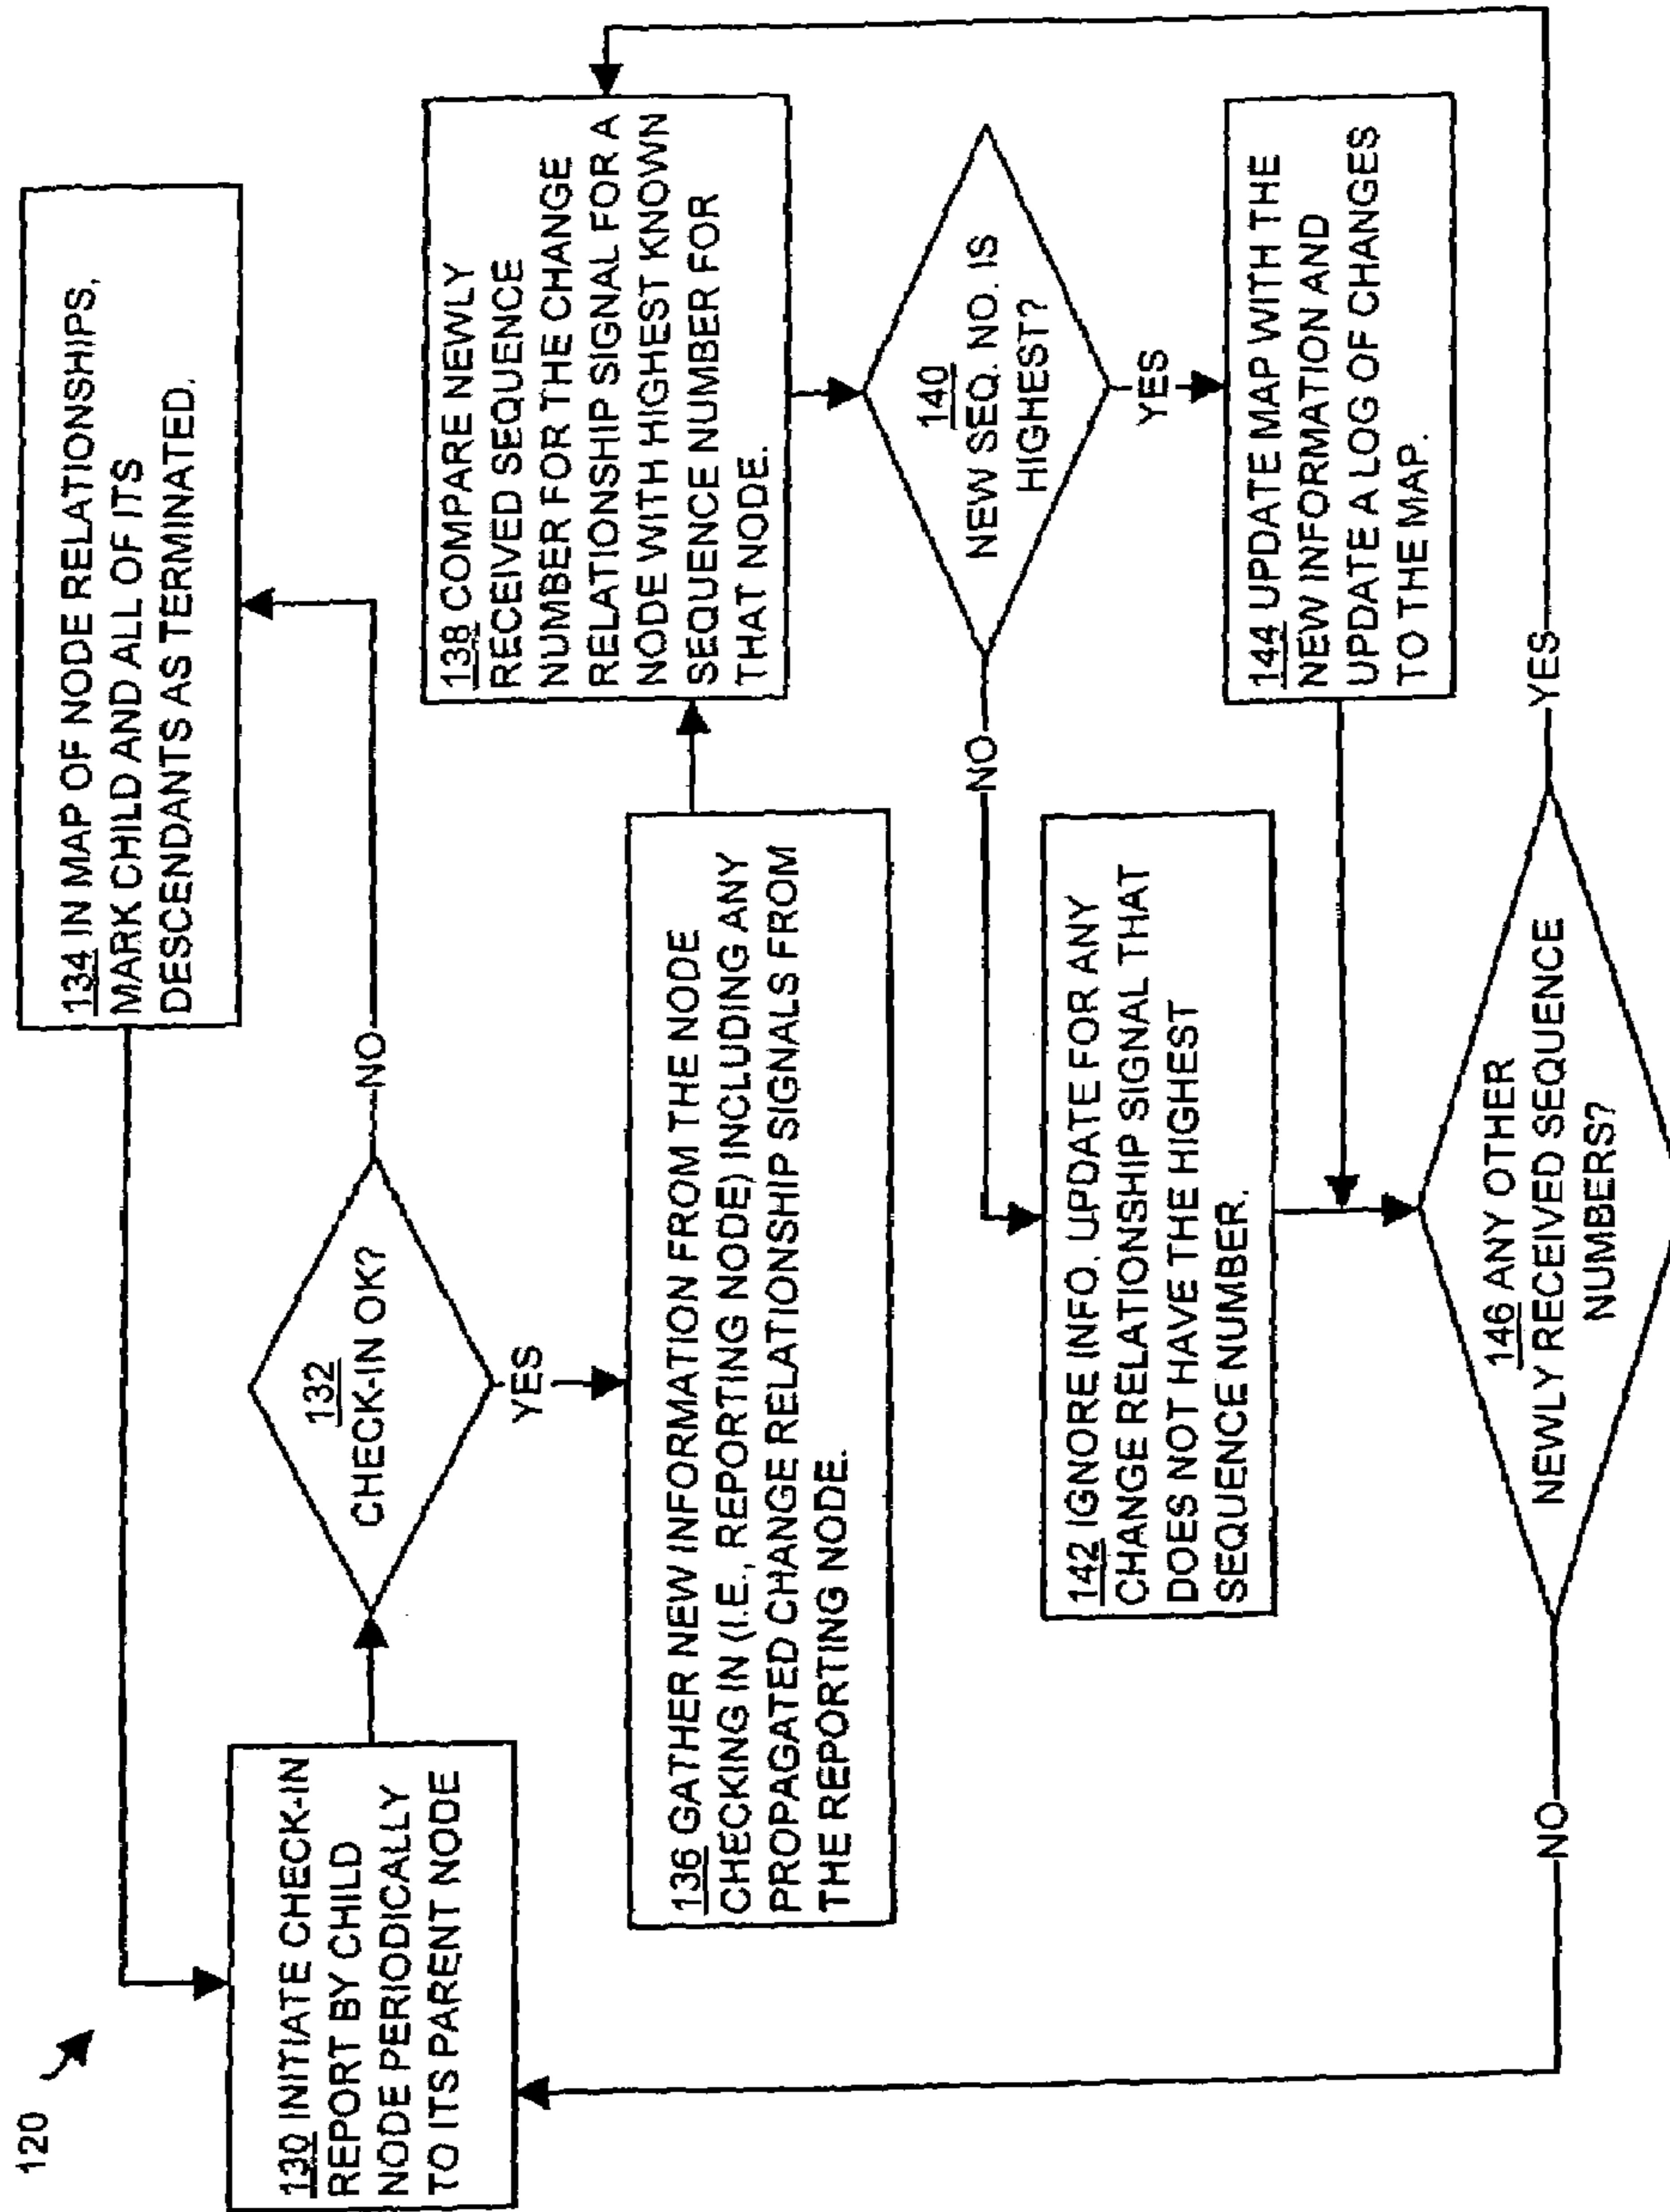 120
130 INITIATE CHECK-IN
REPORT BY CHILD
NODE PERIODICALLY
TO ITS PARENT NODE
132
CHECK-IN OK?
NO
134 IN MAP OF NODE RELATIONSHIPS,
MARK CHILD AND ALL OF ITS
DESCENDANTS AS TERMINATED.
YES
136 GATHER NEW INFORMATION FROM THE NODE
CHECKING IN (I.E., REPORTING NODE) INCLUDING ANY
PROPAGATED CHANGE RELATIONSHIP SIGNALS FROM
THE REPORTING NODE.
138 COMPARE NEWLY
RECEIVED SEQUENCE
NUMBER FOR THE CHANGE
RELATIONSHIP SIGNAL FOR A
NODE WITH HIGHEST KNOWN
SEQUENCE NUMBER FOR
THAT NODE.
140
NEW SEQ. NO. IS
HIGHEST?
NO
YES
142 IGNORE INFO. UPDATE FOR ANY
CHANGE RELATIONSHIP SIGNAL THAT
DOES NOT HAVE THE HIGHEST
SEQUENCE NUMBER.
144 UPDATE MAP WITH THE
NEW INFORMATION AND
UPDATE A LOG OF CHANGES
TO THE MAP.
146 ANY OTHER
NEWLY RECEIVED SEQUENCE
NUMBERS?
NO
YES